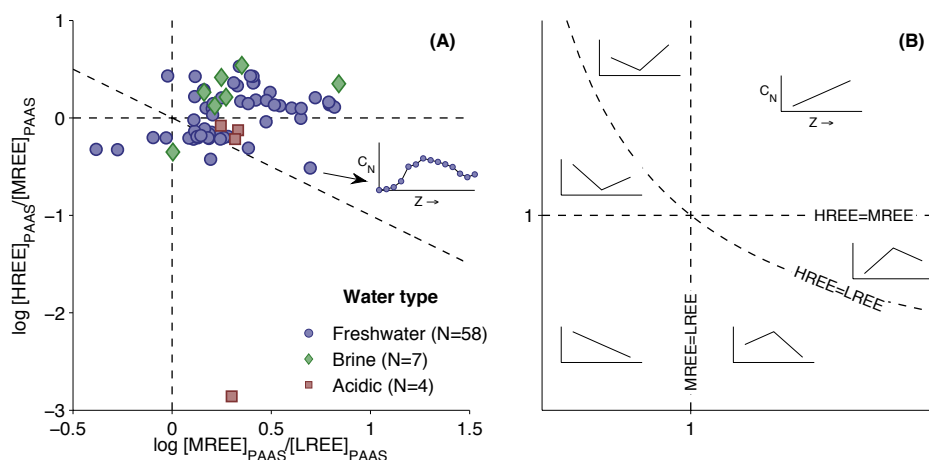 (A)
1
0
−1
−2
−3
−0.5
0
0.5
1
1.5
log [HREE]PAAS/[MREE]PAAS
log [MREE]PAAS/[LREE]PAAS
CN
Z →
Water type
Freshwater (N=58)
Brine (N=7)
Acidic (N=4)
(B)
CN
Z →
1
HREE=MREE
HREE=LREE
MREE=LREE
1